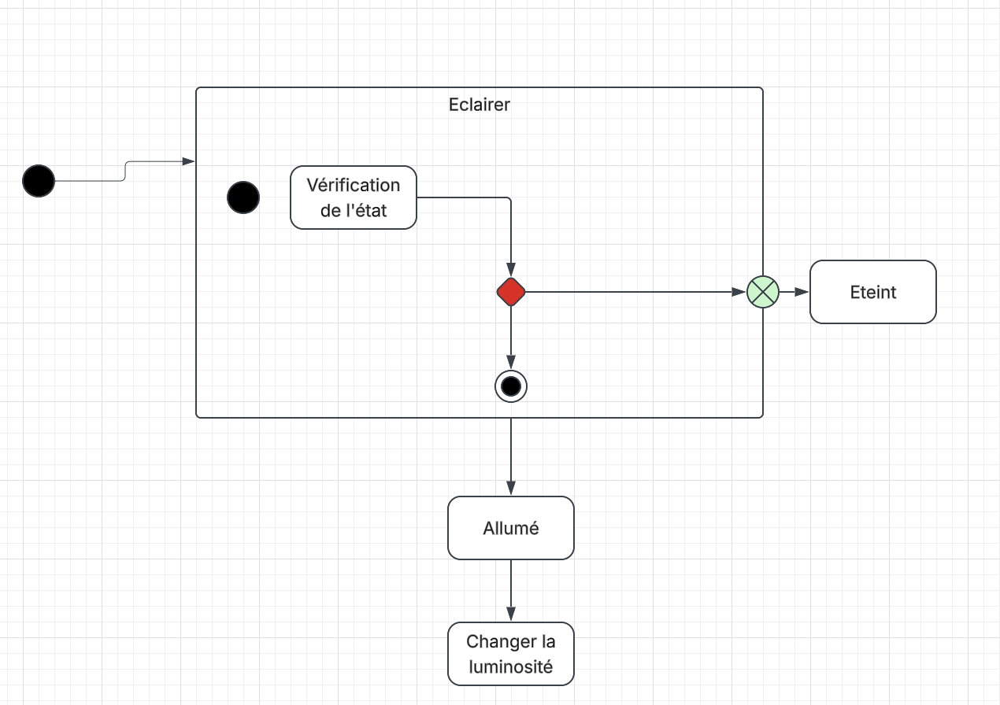 Eclairer
Vérification
de l'état
Eteint
Allumé
Changer la
luminosité